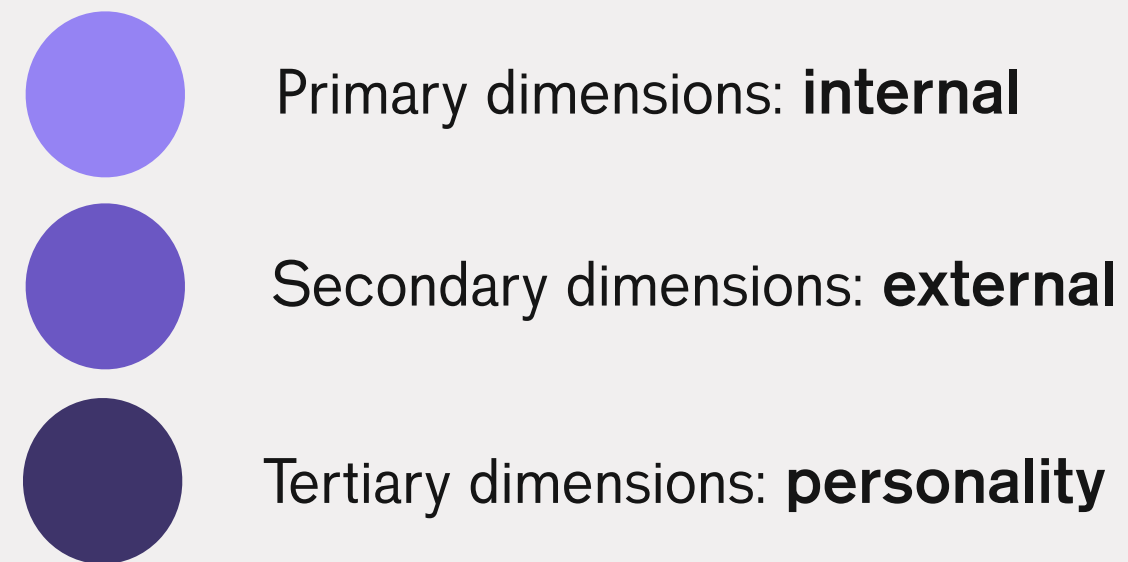 Primary dimensions: internal
Secondary dimensions: external
Tertiary dimensions: personality